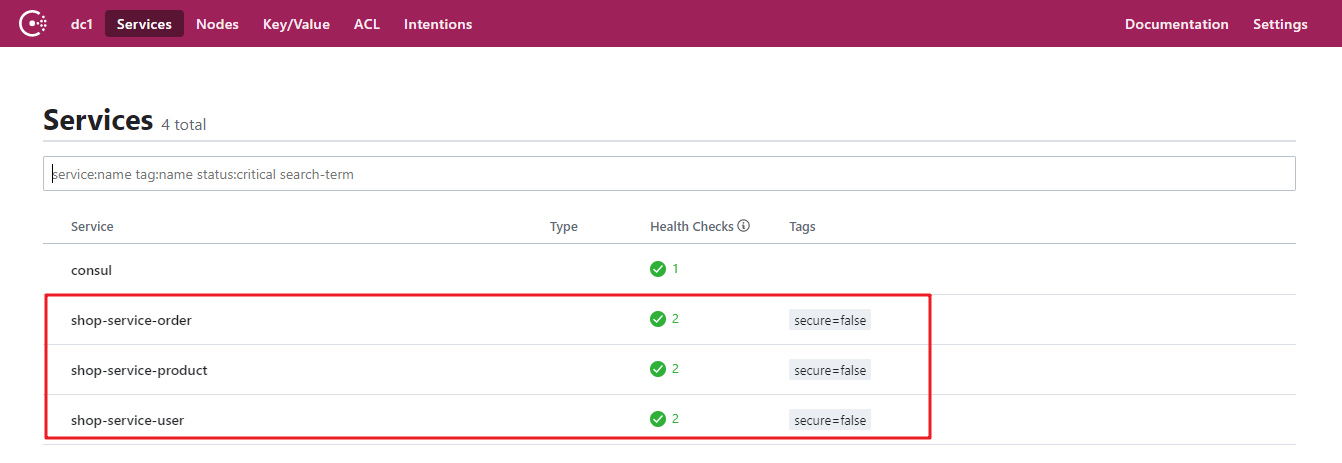 dc1 Services Nodes Key/Value ACL Intentions Documentation Settings
Services 4 total
service:name tag:name status:critical search-term
Service Type Health Checks Tags
consul 1
shop-service-order 2 secure=false
shop-service-product 2 secure=false
shop-service-user 2 secure=false